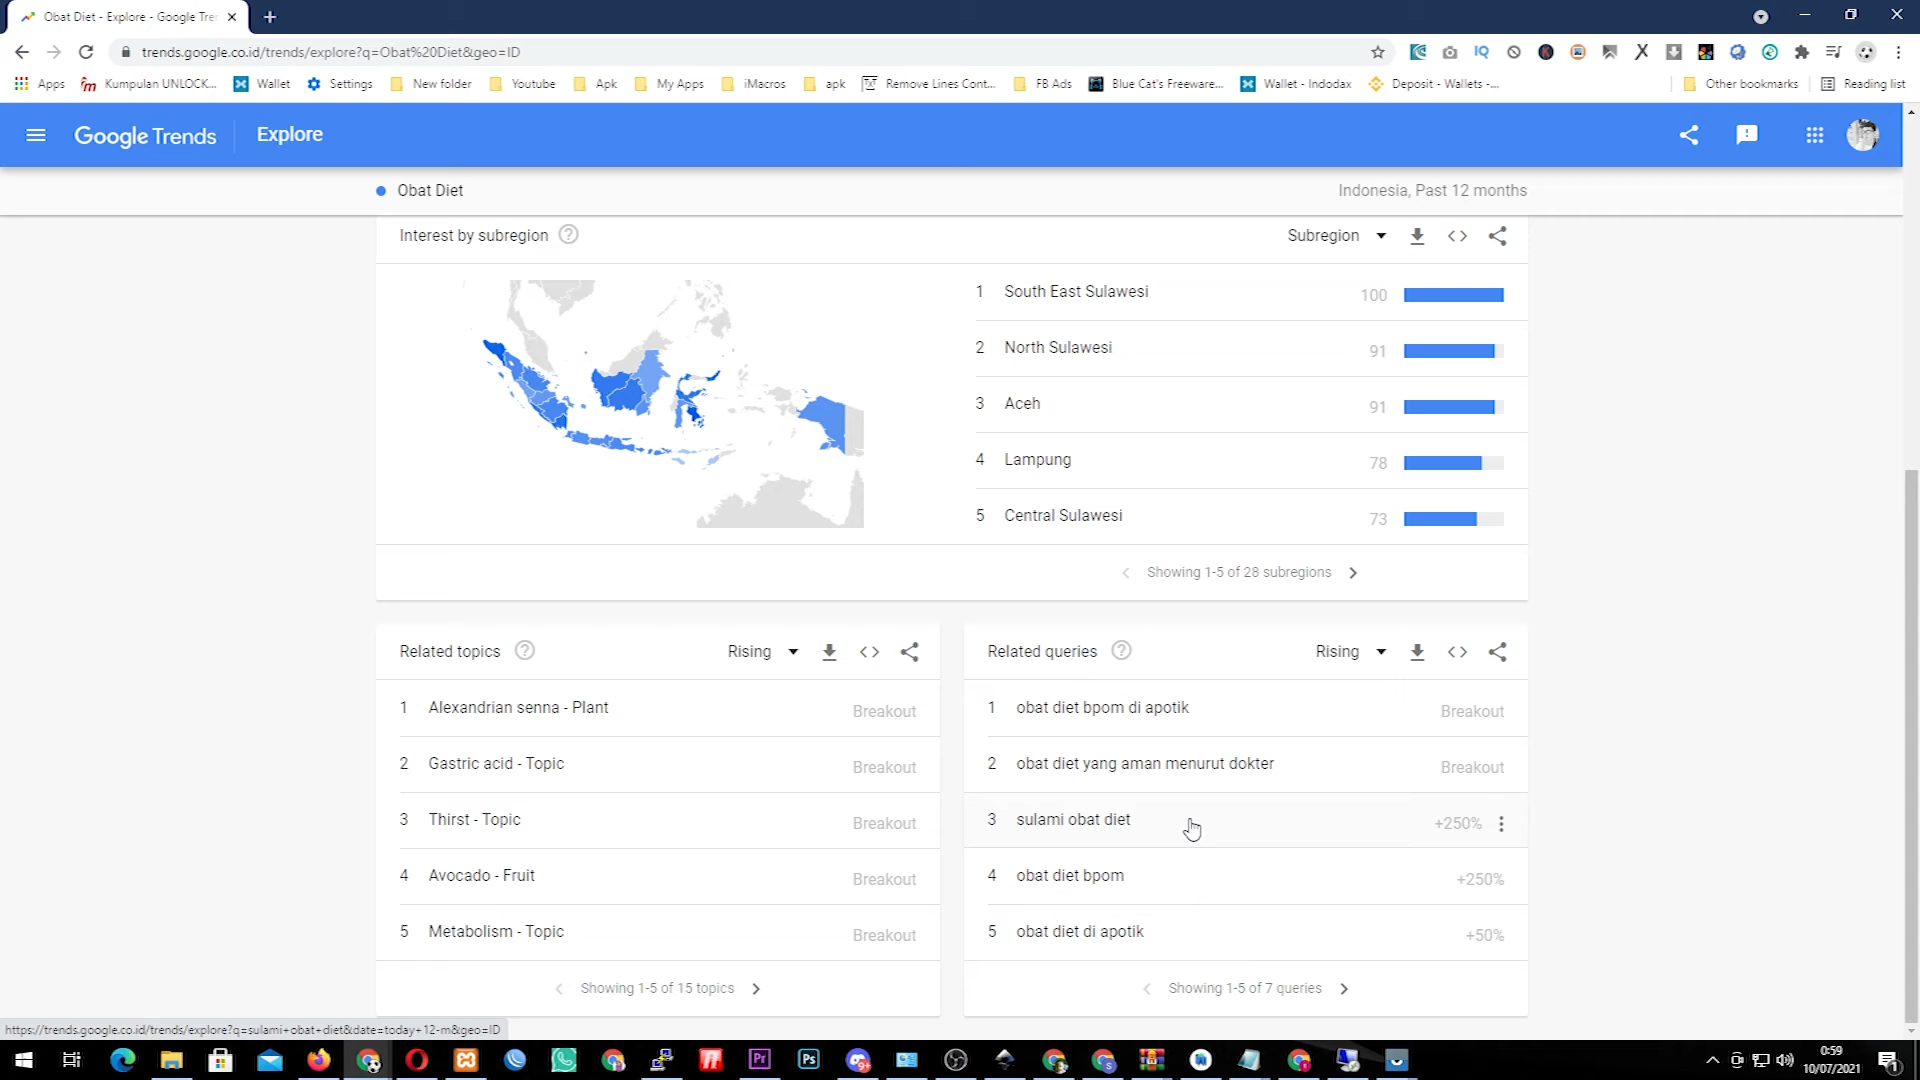 Obat Diet - Explore - Google Tre
trends.google.co.id/trends/explore?q=Obat%20Diet&geo=ID
Apps
Kumpulan UNLOCK...
Wallet
Settings
New folder
Youtube
Apk
My Apps
iMacros
apk
Remove Lines Cont...
FB Ads
Blue Cat's Freeware...
Wallet - Indodax
Deposit - Wallets -...
Other bookmarks
Reading list
Google Trends
Explore
Obat Diet
Indonesia, Past 12 months
Interest by subregion
Subregion
1 South East Sulawesi 100
2 North Sulawesi 91
3 Aceh 91
4 Lampung 78
5 Central Sulawesi 73
Showing 1-5 of 28 subregions
Related topics
Rising
1 Alexandrian senna - Plant Breakout
2 Gastric acid - Topic Breakout
3 Thirst - Topic Breakout
4 Avocado - Fruit Breakout
5 Metabolism - Topic Breakout
Showing 1-5 of 15 topics
Related queries
Rising
1 obat diet bpom di apotik Breakout
2 obat diet yang aman menurut dokter Breakout
3 sulami obat diet +250%
4 obat diet bpom +250%
5 obat diet di apotik +50%
Showing 1-5 of 7 queries
https://trends.google.co.id/trends/explore?q=sulami+obat+diet&date=today+12-m&geo=ID
Pr
Ps
0:59
10/07/2021